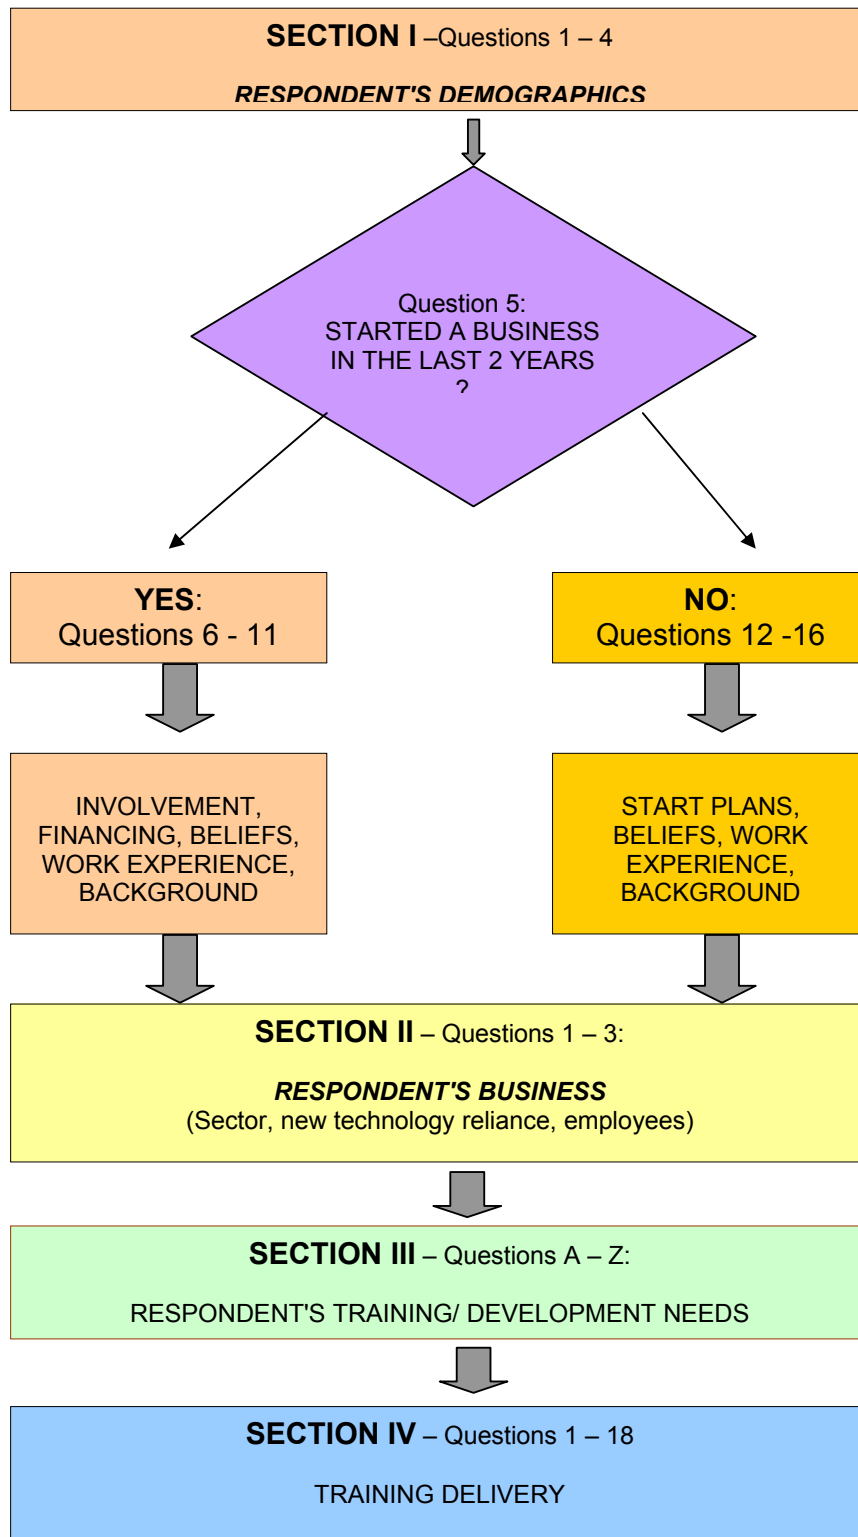 SECTION I –Questions 1 – 4
RESPONDENT'S DEMOGRAPHICS
Question 5:
STARTED A BUSINESS
IN THE LAST 2 YEARS
?
YES:
Questions 6 - 11
NO:
Questions 12 -16
INVOLVEMENT,
FINANCING, BELIEFS,
WORK EXPERIENCE,
BACKGROUND
START PLANS,
BELIEFS, WORK
EXPERIENCE,
BACKGROUND
SECTION II – Questions 1 – 3:
RESPONDENT'S BUSINESS
(Sector, new technology reliance, employees)
SECTION III – Questions A – Z:
RESPONDENT'S TRAINING/ DEVELOPMENT NEEDS
SECTION IV – Questions 1 – 18
TRAINING DELIVERY